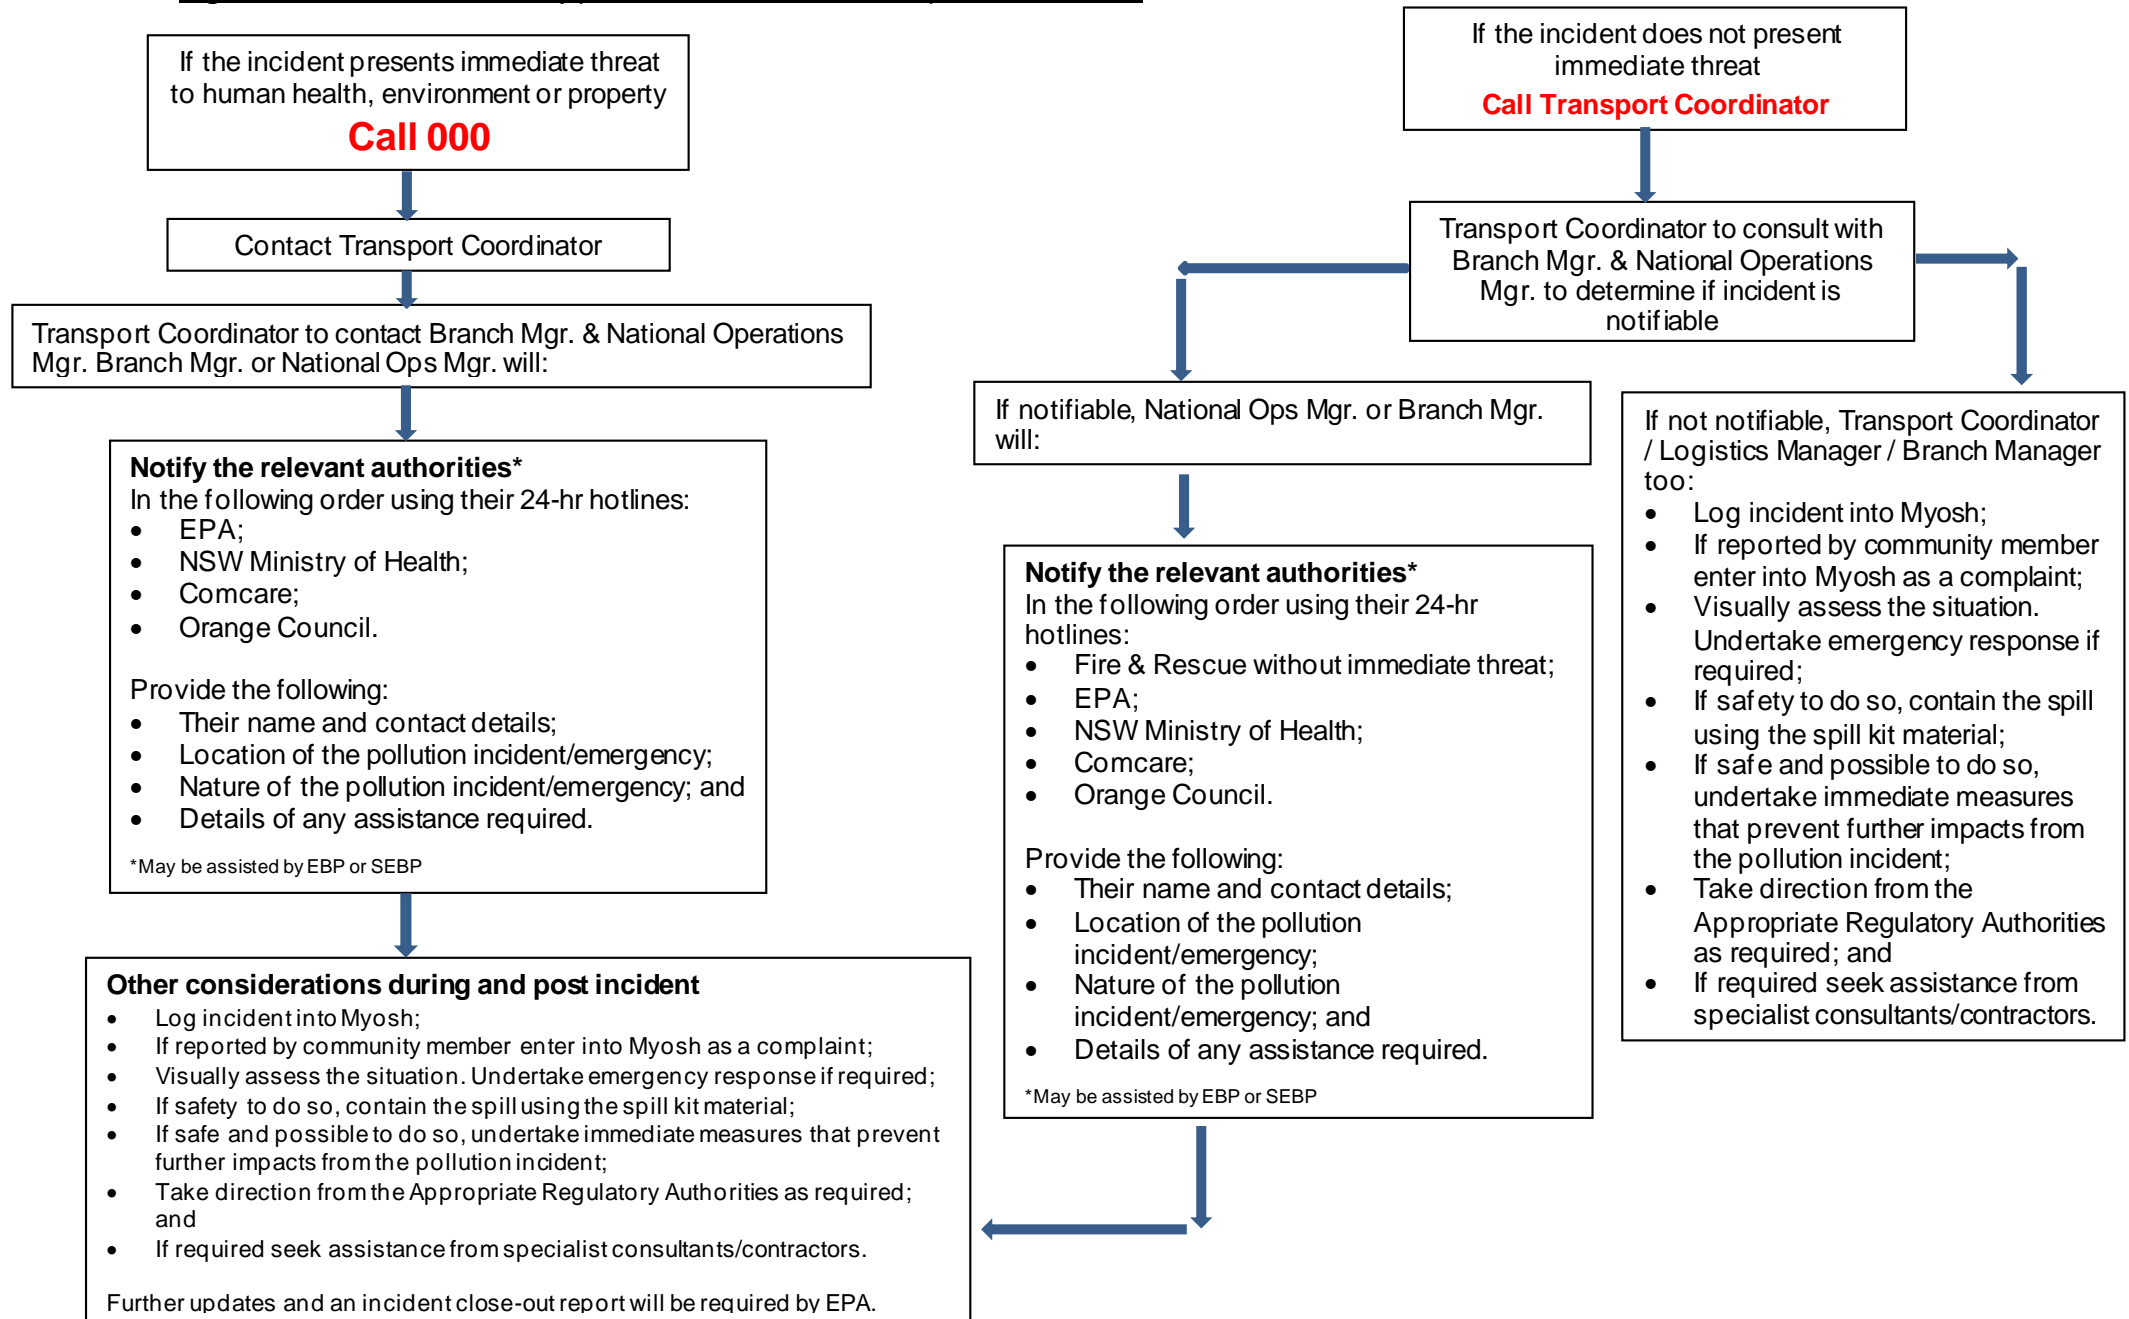 If the incident presents immediate threat
to human health, environment or property
Call 000
Contact Transport Coordinator
Transport Coordinator to contact Branch Mgr. & National Operations
Mgr. Branch Mgr. or National Ops Mgr. will:
Notify the relevant authorities*
In the following order using their 24-hr hotlines:
• EPA;
• NSW Ministry of Health;
• Comcare;
• Orange Council.
Provide the following:
• Their name and contact details;
• Location of the pollution incident/emergency;
• Nature of the pollution incident/emergency; and
• Details of any assistance required.
*May be assisted by EBP or SEBP
Other considerations during and post incident
• Log incident into Myosh;
• If reported by community member enter into Myosh as a complaint;
• Visually assess the situation. Undertake emergency response if required;
• If safety to do so, contain the spill using the spill kit material;
• If safe and possible to do so, undertake immediate measures that prevent
further impacts from the pollution incident;
• Take direction from the Appropriate Regulatory Authorities as required;
and
• If required seek assistance from specialist consultants/contractors.
Further updates and an incident close-out report will be required by EPA.
If the incident does not present
immediate threat
Call Transport Coordinator
Transport Coordinator to consult with
Branch Mgr. & National Operations
Mgr. to determine if incident is
notifiable
If notifiable, National Ops Mgr. or Branch Mgr.
will:
Notify the relevant authorities*
In the following order using their 24-hr
hotlines:
• Fire & Rescue without immediate threat;
• EPA;
• NSW Ministry of Health;
• Comcare;
• Orange Council.
Provide the following:
• Their name and contact details;
• Location of the pollution
incident/emergency;
• Nature of the pollution
incident/emergency; and
• Details of any assistance required.
*May be assisted by EBP or SEBP
If not notifiable, Transport Coordinator
/ Logistics Manager / Branch Manager
too:
• Log incident into Myosh;
• If reported by community member
enter into Myosh as a complaint;
• Visually assess the situation.
Undertake emergency response if
required;
• If safety to do so, contain the spill
using the spill kit material;
• If safe and possible to do so,
undertake immediate measures
that prevent further impacts from
the pollution incident;
• Take direction from the
Appropriate Regulatory Authorities
as required; and
• If required seek assistance from
specialist consultants/contractors.